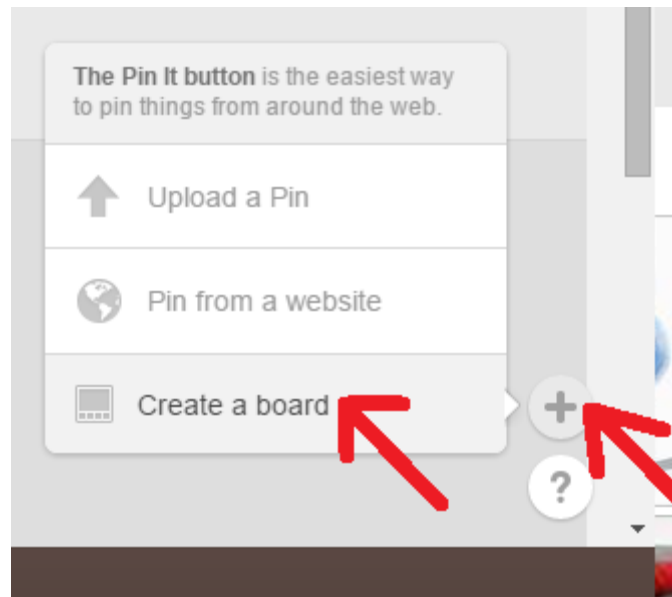 The Pin It button is the easiest way
to pin things from around the web.
Upload a Pin
Pin from a website
Create a board
+
?